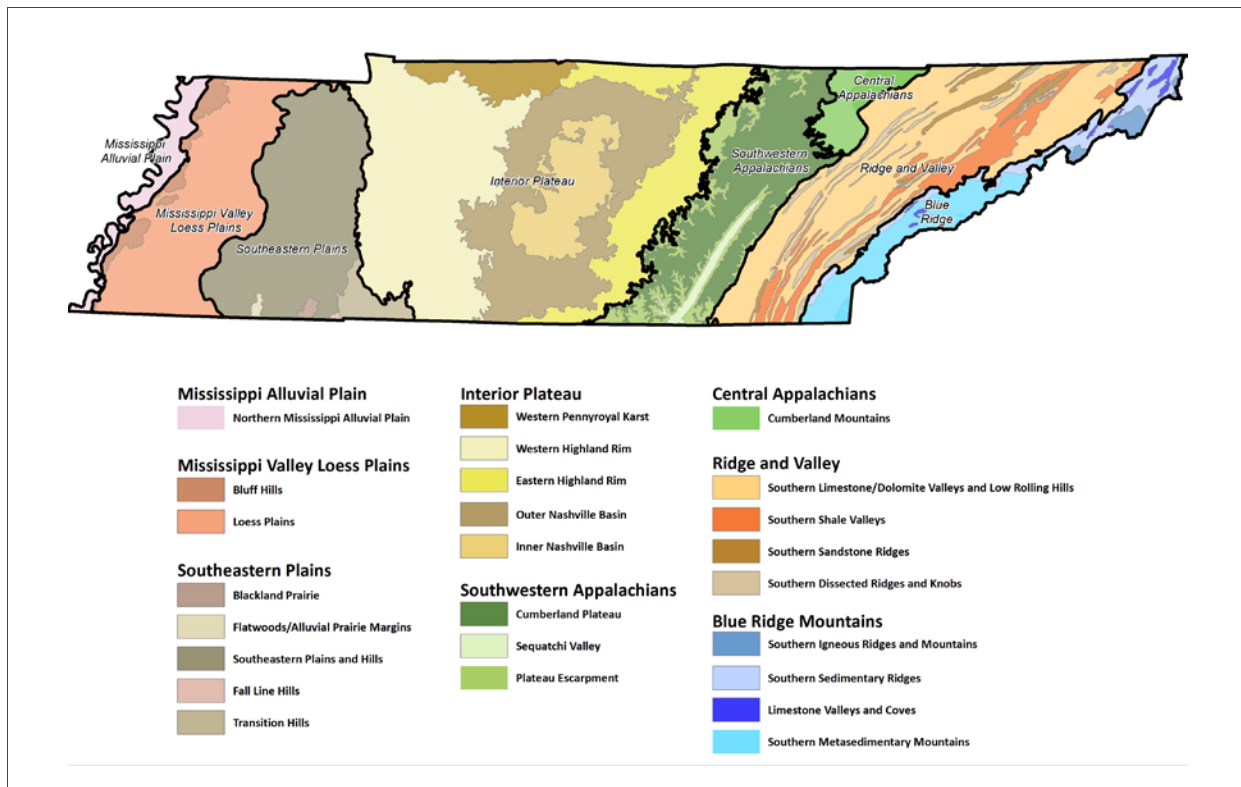 Mississippi
Alluvial Plain
Mississippi Valley
Loess Plains
Southeastern Plains
Interior Plateau
Southwestern
Appalachians
Central
Appalachians
Ridge and Valley
Blue
Ridge
Mississippi Alluvial Plain
Northern Mississippi Alluvial Plain
Mississippi Valley Loess Plains
Bluff Hills
Loess Plains
Southeastern Plains
Blackland Prairie
Flatwoods/Alluvial Prairie Margins
Southeastern Plains and Hills
Fall Line Hills
Transition Hills
Interior Plateau
Western Pennyroyal Karst
Western Highland Rim
Eastern Highland Rim
Outer Nashville Basin
Inner Nashville Basin
Southwestern Appalachians
Cumberland Plateau
Sequatchi Valley
Plateau Escarpment
Central Appalachians
Cumberland Mountains
Ridge and Valley
Southern Limestone/Dolomite Valleys and Low Rolling Hills
Southern Shale Valleys
Southern Sandstone Ridges
Southern Dissected Ridges and Knobs
Blue Ridge Mountains
Southern Igneous Ridges and Mountains
Southern Sedimentary Ridges
Limestone Valleys and Coves
Southern Metasedimentary Mountains